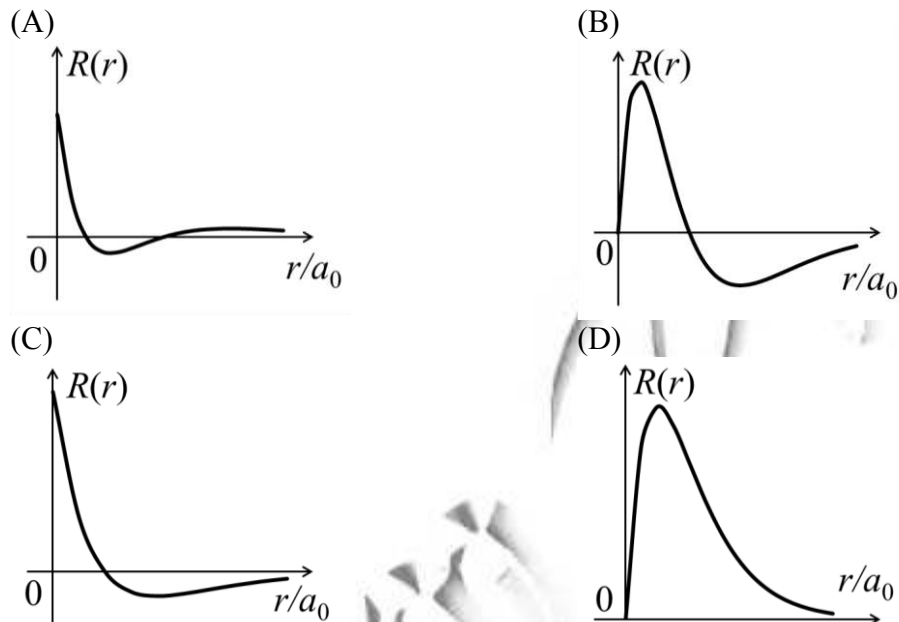 (A)
R(r)
0
r/a₀
(B)
R(r)
0
r/a₀
(C)
R(r)
0
r/a₀
(D)
R(r)
0
r/a₀